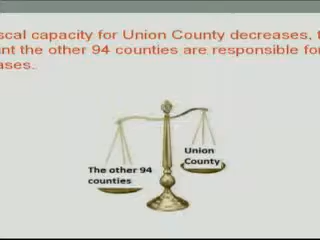 scal capacity for Union County decreases,
nt the other 94 counties are responsible for
ases..
Union
County
The other 94
counties